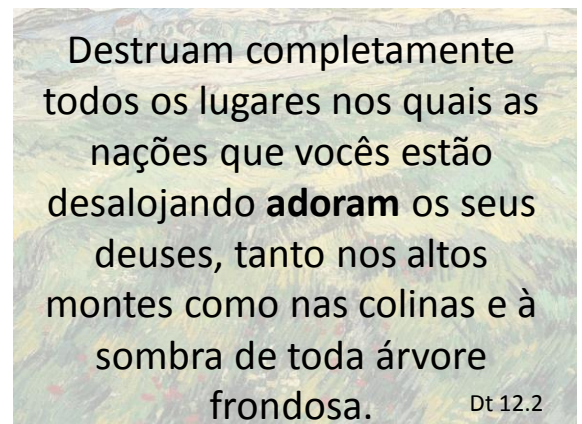 Destruam completamente
todos os lugares nos quais as
nações que vocês estão
desalojando adoram os seus
deuses, tanto nos altos
montes como nas colinas e à
sombra de toda árvore
frondosa. Dt 12.2